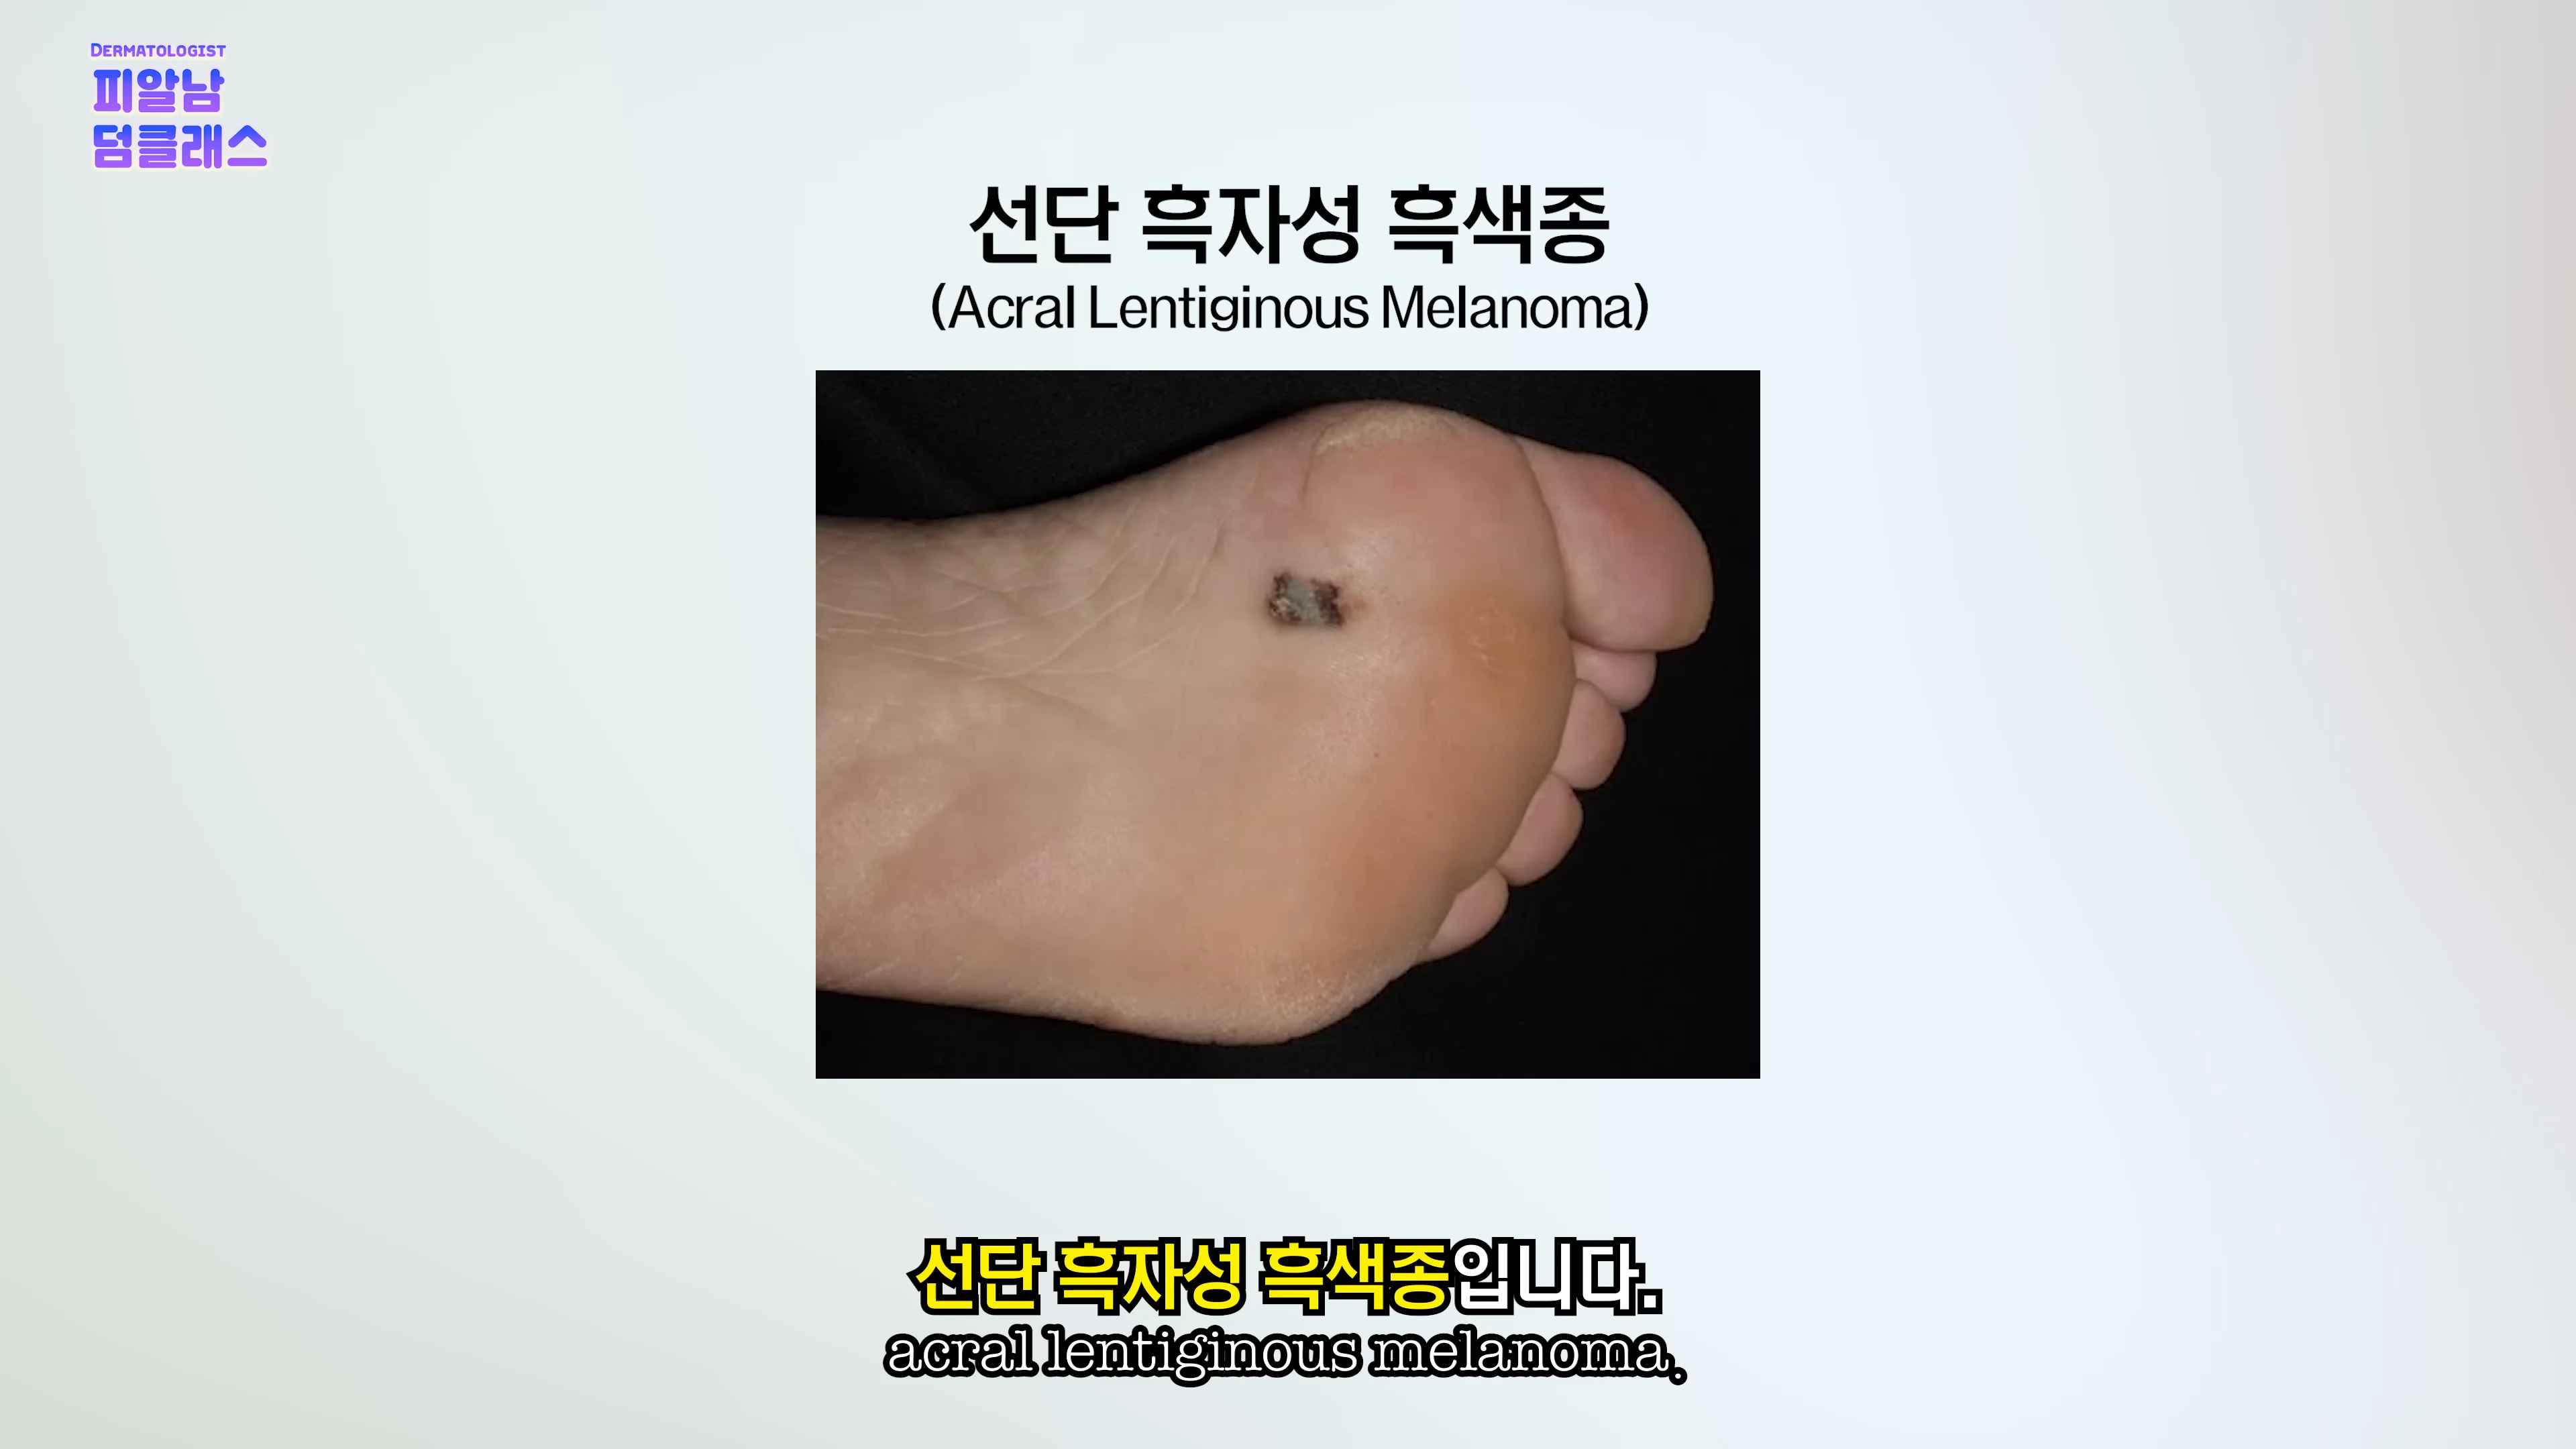 DERMATOLOGIST
피알남
덤클래스
선단 흑자성 흑색종
(Acral Lentiginous Melanoma)
선단 흑자성 흑색종입니다.
acral lentiginous melanoma.